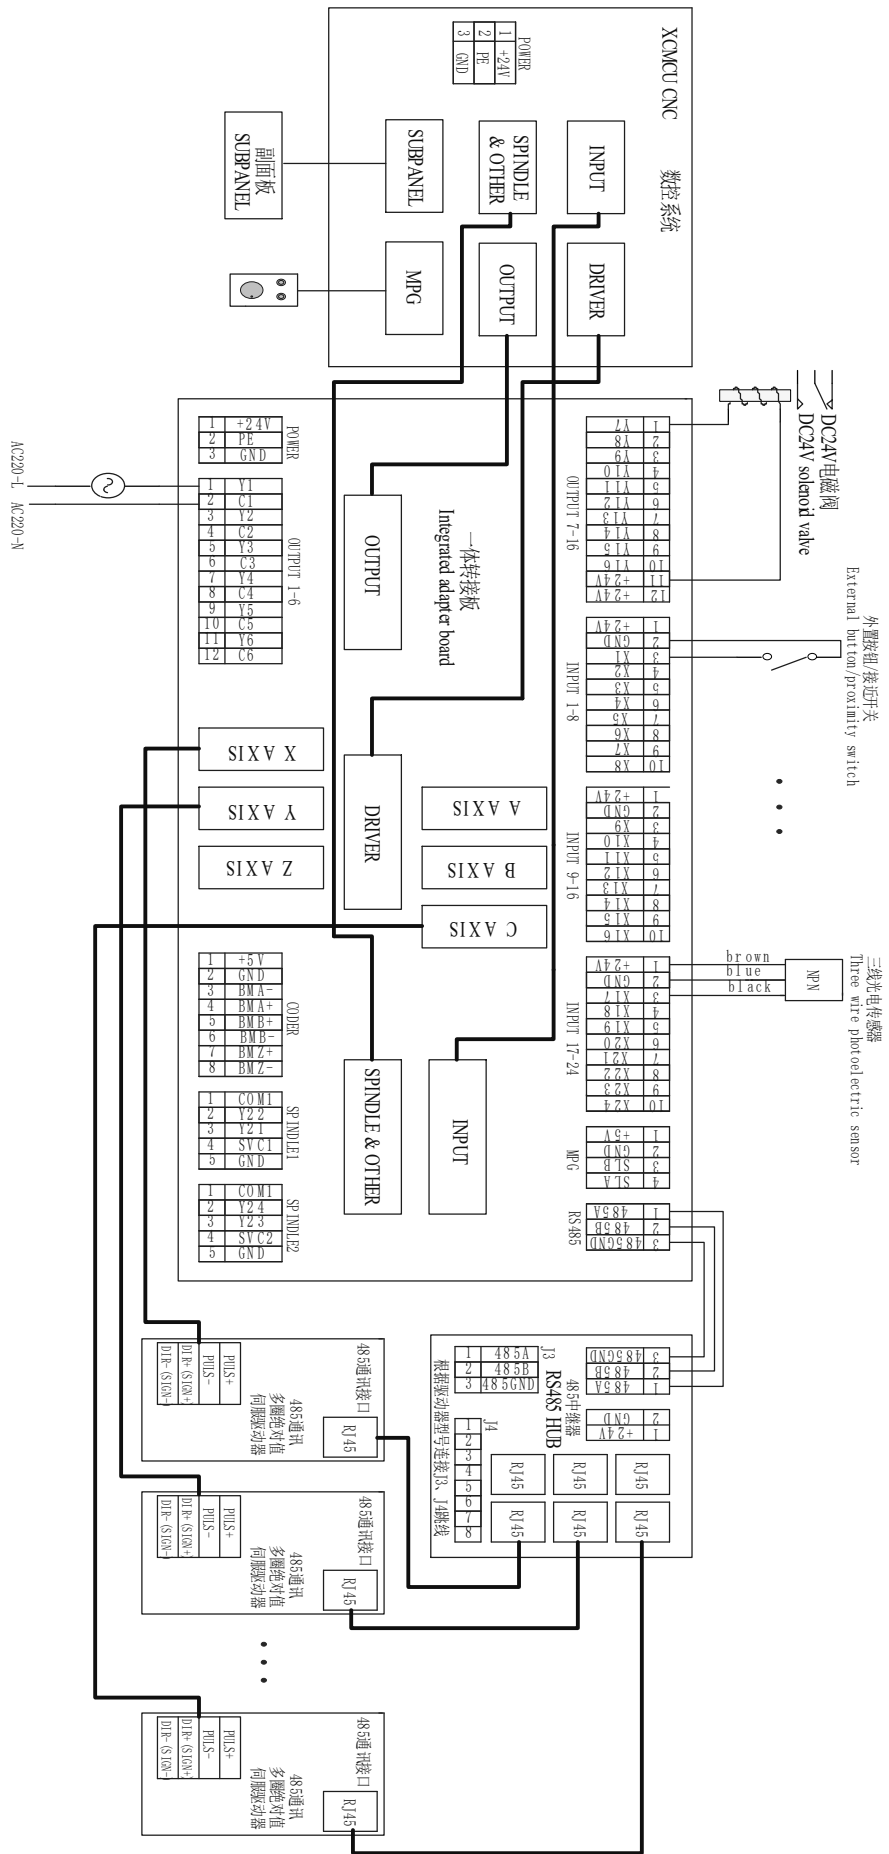 XCMCU CNC
数控系统
POWER
1 +24V
2 PE
3 GND
INPUT
DRIVER
SPINDLE
& OTHER
OUTPUT
SUBPANEL
MPG
副面板
SUBPANEL
DC24V电磁阀
DC24V solenoid valve
外置按钮/接近开关
External button/proximity switch
三线光电传感器
Three wire photoelectric sensor
NPN
brown
blue
black
一体转接板
Integrated adapter board
OUTPUT 7-16
1 Y7
2 Y8
3 Y9
4 Y10
5 Y11
6 Y12
7 Y13
8 Y14
9 Y15
10 Y16
11 +24V
12 +24V
INPUT 1-8
1 +24V
2 GND
3 X1
4 X2
5 X3
6 X4
7 X5
8 X6
9 X7
10 X8
INPUT 9-16
1 +24V
2 GND
3 X9
4 X10
5 X11
6 X12
7 X13
8 X14
9 X15
10 X16
INPUT 17-24
1 +24V
2 GND
3 X17
4 X18
5 X19
6 X20
7 X21
8 X22
9 X23
10 X24
MPG
1 +5V
2 GND
3 SLB
4 SLA
RS485
1 485A
2 485B
3 485GND
OUTPUT
DRIVER
SPINDLE & OTHER
INPUT
A AXIS
B AXIS
C AXIS
X AXIS
Y AXIS
Z AXIS
POWER
1 +24V
2 PE
3 GND
OUTPUT 1-6
1 Y1
2 C1
3 Y2
4 C2
5 Y3
6 C3
7 Y4
8 C4
9 Y5
10 C5
11 Y6
12 C6
AC220-L
AC220-N
CODER
1 +5V
2 GND
3 BMA-
4 BMA+
5 BMB+
6 BMB-
7 BMZ+
8 BMZ-
SPINDLE1
1 COM1
2 Y22
3 Y21
4 SVC1
5 GND
SPINDLE2
1 COM1
2 Y24
3 Y23
4 SVC2
5 GND
3 485GND
2 485B
1 485A
2 GND
1 +24V
485中继器
RS485 HUB
J3
1 485A
2 485B
3 485GND
J4
1
2
3
4
5
6
7
8
根据驱动器型号连接J3、J4跳线
RJ45
RJ45
RJ45
RJ45
RJ45
RJ45
485通讯接口
RJ45
485通讯
多圈绝对值
伺服驱动器
PULS+
PULS-
DIR+(SIGN+)
DIR-(SIGN-)
485通讯接口
RJ45
485通讯
多圈绝对值
伺服驱动器
PULS+
PULS-
DIR+(SIGN+)
DIR-(SIGN-)
485通讯接口
RJ45
485通讯
多圈绝对值
伺服驱动器
PULS+
PULS-
DIR+(SIGN+)
DIR-(SIGN-)